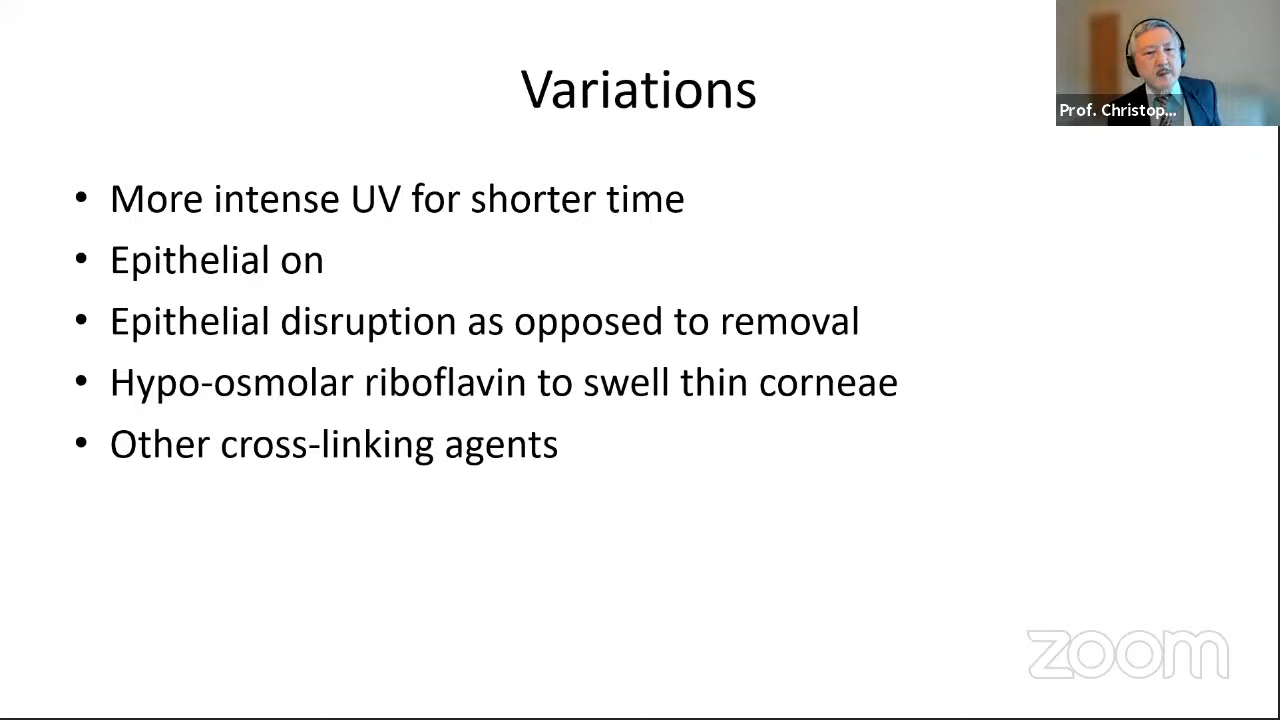 Variations
Prof. Christop...
• More intense UV for shorter time
• Epithelial on
• Epithelial disruption as opposed to removal
• Hypo-osmolar riboflavin to swell thin corneae
• Other cross-linking agents
zoom